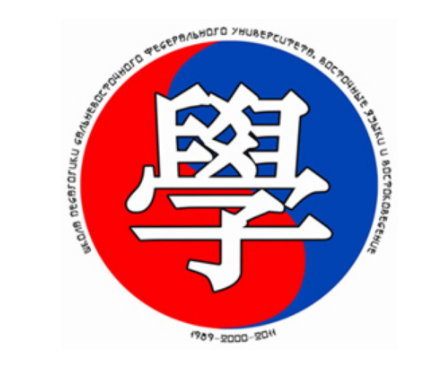 ШКОЛА ПЕДАГОГИКИ ДАЛЬНЕВОСТОЧНОГО ФЕДЕРАЛЬНОГО УНИВЕРСИТЕТА. ВОСТОЧНЫЕ ЯЗЫКИ И ВОСТОКОВЕДЕНИЕ
學
1989-2000-2011